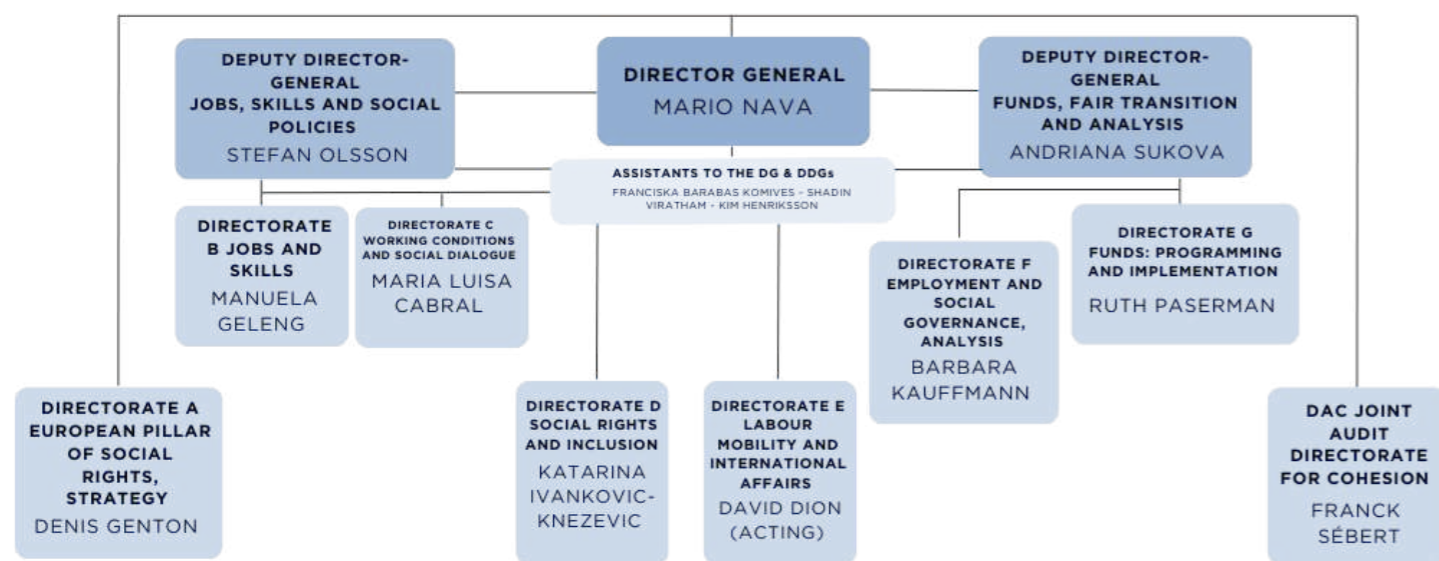 DEPUTY DIRECTOR-
GENERAL
JOBS, SKILLS AND SOCIAL
POLICIES
STEFAN OLSSON
DIRECTOR GENERAL
MARIO NAVA
DEPUTY DIRECTOR-
GENERAL
FUNDS, FAIR TRANSITION
AND ANALYSIS
ANDRIANA SUKOVA
ASSISTANTS TO THE DG & DDGs
FRANCISKA BARABAS KOMIVES - SHADIN
VIRATHAM - KIM HENRIKSSON
DIRECTORATE
B JOBS AND
SKILLS
MANUELA
GELENG
DIRECTORATE C
WORKING CONDITIONS
AND SOCIAL DIALOGUE
MARIA LUISA
CABRAL
DIRECTORATE F
EMPLOYMENT AND
SOCIAL
GOVERNANCE,
ANALYSIS
BARBARA
KAUFFMANN
DIRECTORATE G
FUNDS: PROGRAMMING
AND IMPLEMENTATION
RUTH PASERMAN
DIRECTORATE A
EUROPEAN PILLAR
OF SOCIAL
RIGHTS,
STRATEGY
DENIS GENTON
DIRECTORATE D
SOCIAL RIGHTS
AND INCLUSION
KATARINA
IVANKOVIC-
KNEZEVIC
DIRECTORATE E
LABOUR
MOBILITY AND
INTERNATIONAL
AFFAIRS
DAVID DION
(ACTING)
DAC JOINT
AUDIT
DIRECTORATE
FOR COHESION
FRANCK
SÉBERT